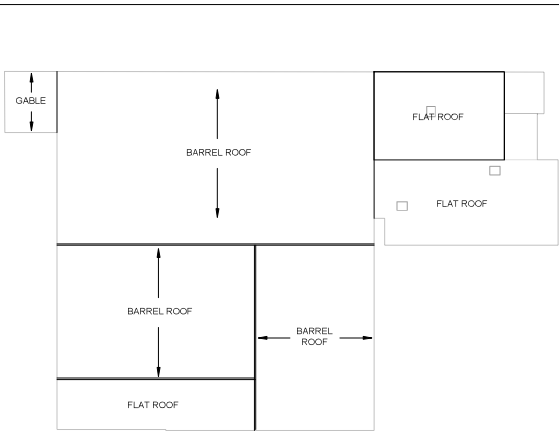 GABLE
FLAT ROOF
BARREL ROOF
FLAT ROOF
BARREL ROOF
BARREL
ROOF
FLAT ROOF